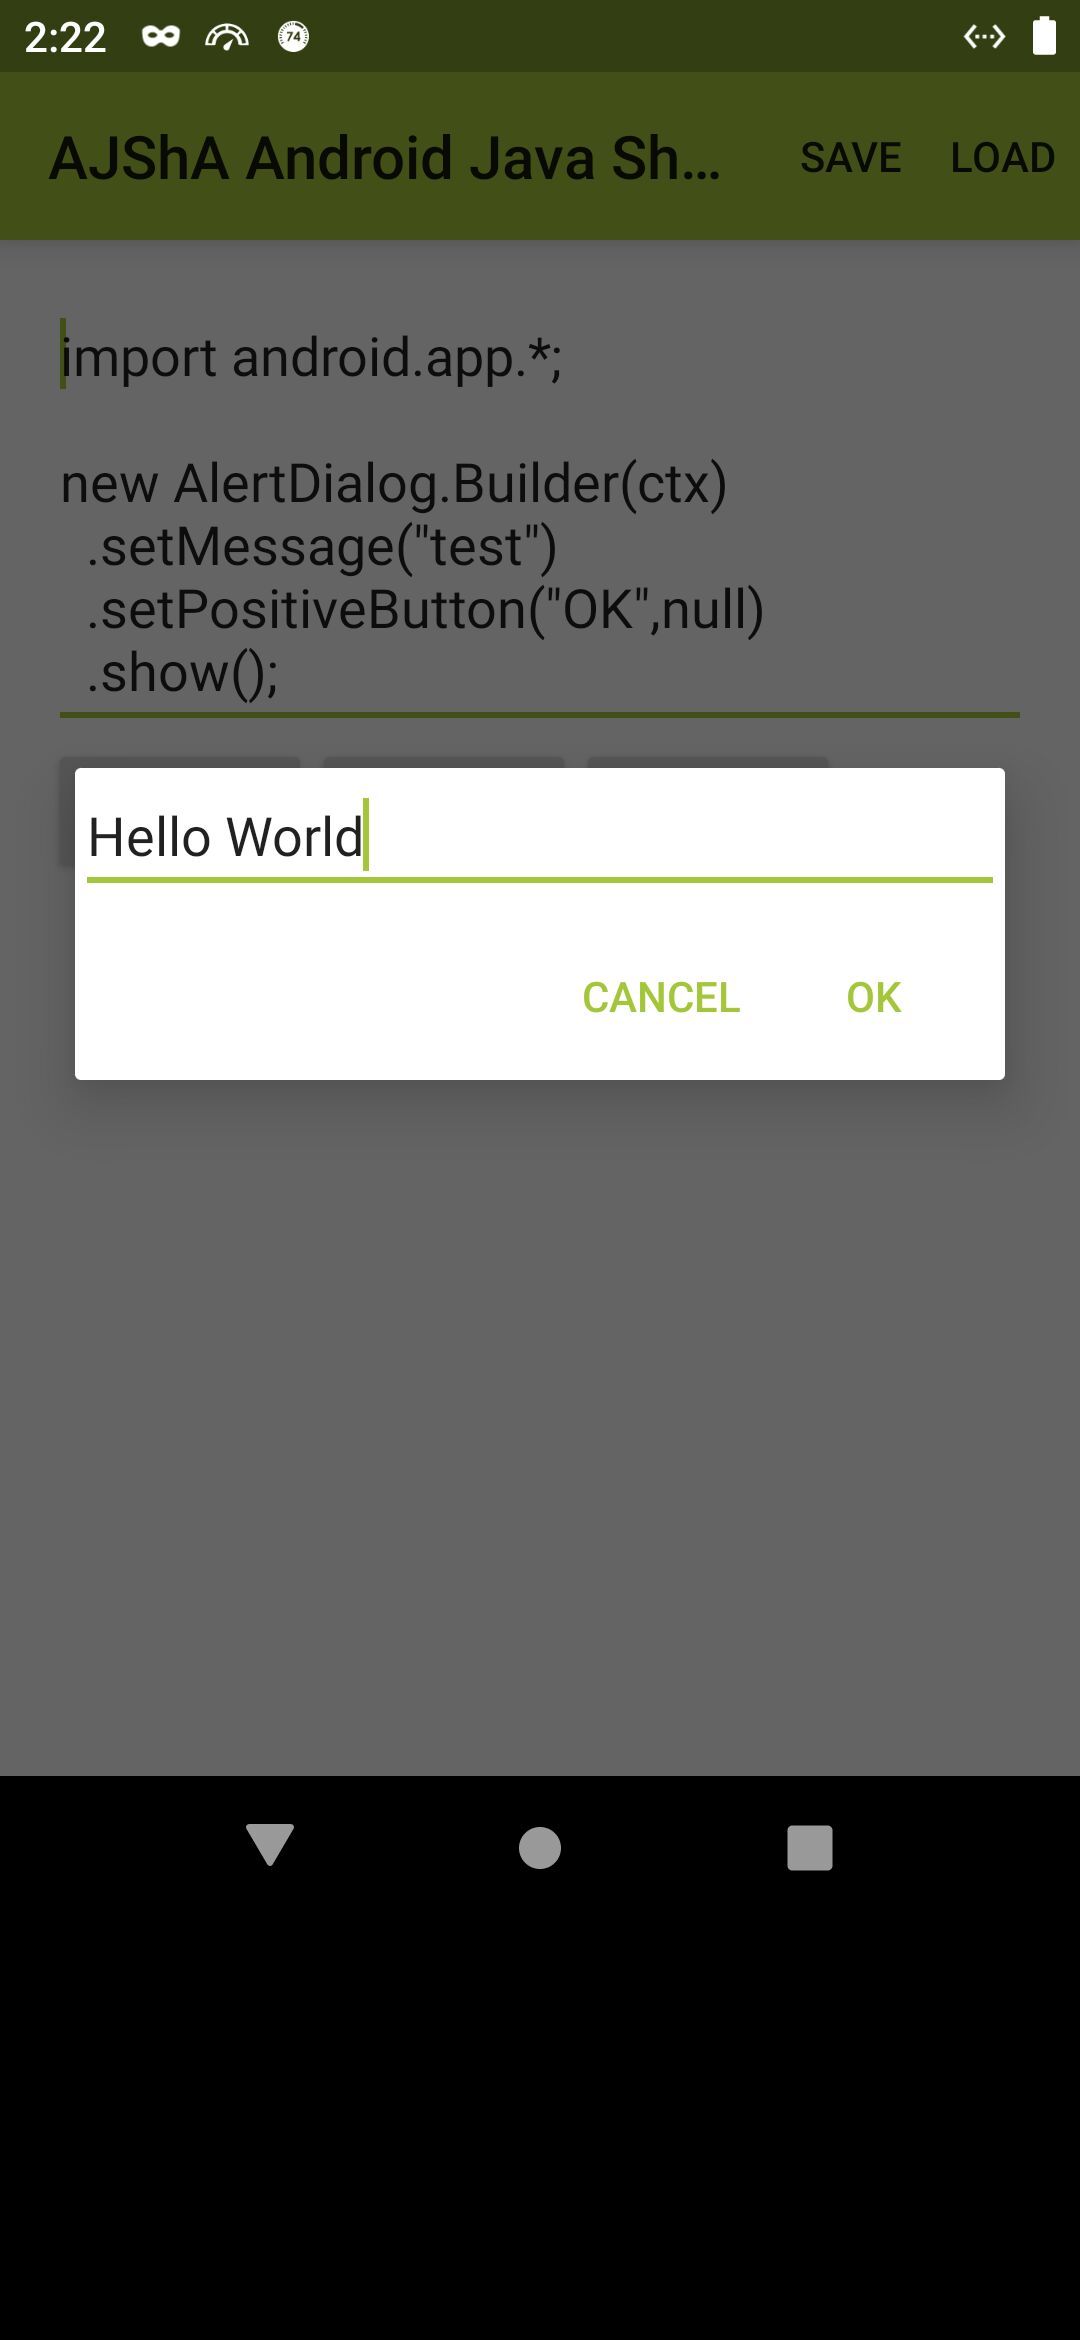 2:22
74
AJShA Android Java Sh…
SAVE
LOAD
import android.app.*;
new AlertDialog.Builder(ctx)
.setMessage("test")
.setPositiveButton("OK",null)
.show();
Hello World
CANCEL
OK